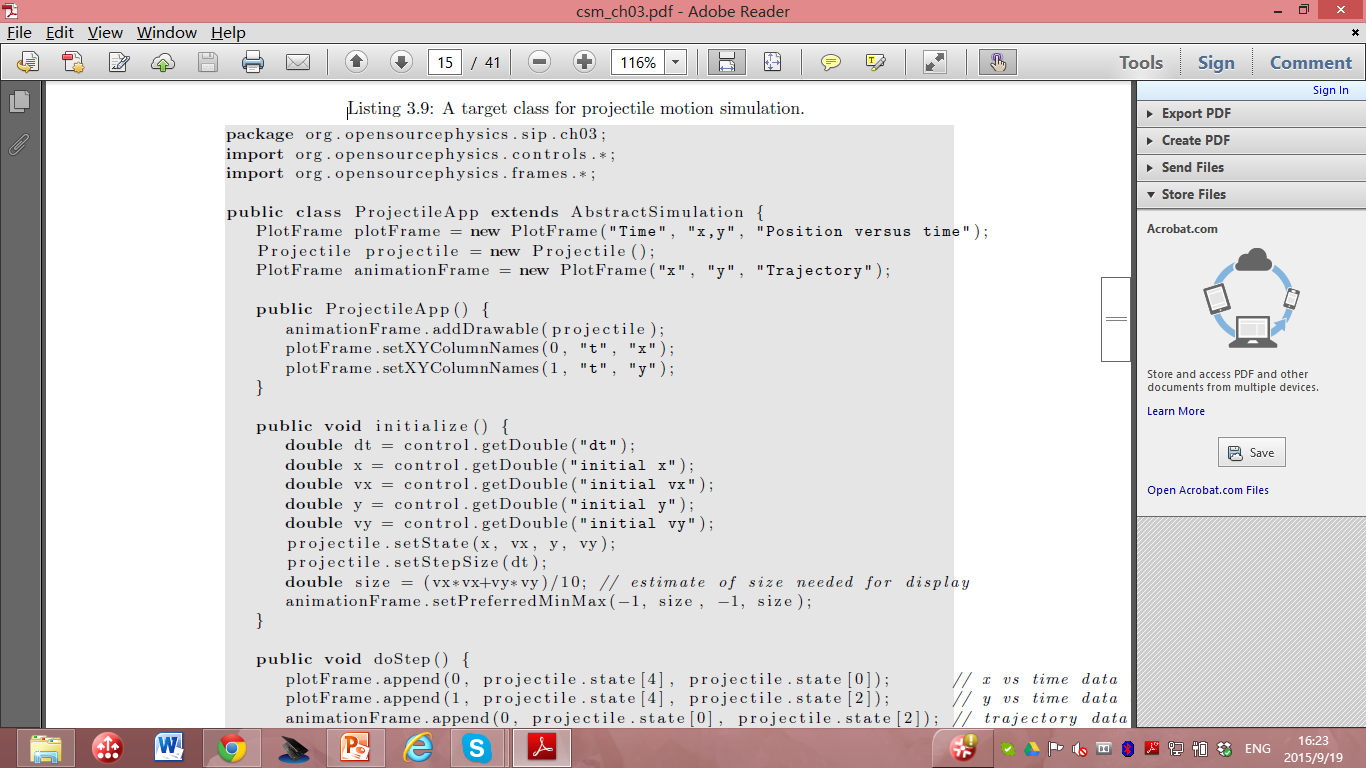 csm_ch03.pdf - Adobe Reader
File Edit View Window Help
15 / 41 116% Tools Sign Comment
Sign In
Export PDF
Create PDF
Send Files
Store Files
Acrobat.com
Store and access PDF and other
documents from multiple devices.
Learn More
Save
Open Acrobat.com Files
Listing 3.9: A target class for projectile motion simulation.
package org.opensourcephysics.sip.ch03;
import org.opensourcephysics.controls.*;
import org.opensourcephysics.frames.*;
public class ProjectileApp extends AbstractSimulation {
PlotFrame plotFrame = new PlotFrame("Time", "x,y", "Position versus time");
Projectile projectile = new Projectile();
PlotFrame animationFrame = new PlotFrame("x", "y", "Trajectory");
public ProjectileApp() {
animationFrame.addDrawable(projectile);
plotFrame.setXYColumnNames(0, "t", "x");
plotFrame.setXYColumnNames(1, "t", "y");
}
public void initialize() {
double dt = control.getDouble("dt");
double x = control.getDouble("initial x");
double vx = control.getDouble("initial vx");
double y = control.getDouble("initial y");
double vy = control.getDouble("initial vy");
projectile.setState(x, vx, y, vy);
projectile.setStepSize(dt);
double size = (vx*vx+vy*vy)/10; // estimate of size needed for display
animationFrame.setPreferredMinMax(-1, size, -1, size);
}
public void doStep() {
plotFrame.append(0, projectile.state[4], projectile.state[0]); // x vs time data
plotFrame.append(1, projectile.state[4], projectile.state[2]); // y vs time data
animationFrame.append(0, projectile.state[0], projectile.state[2]); // trajectory data
ENG
16:23
2015/9/19